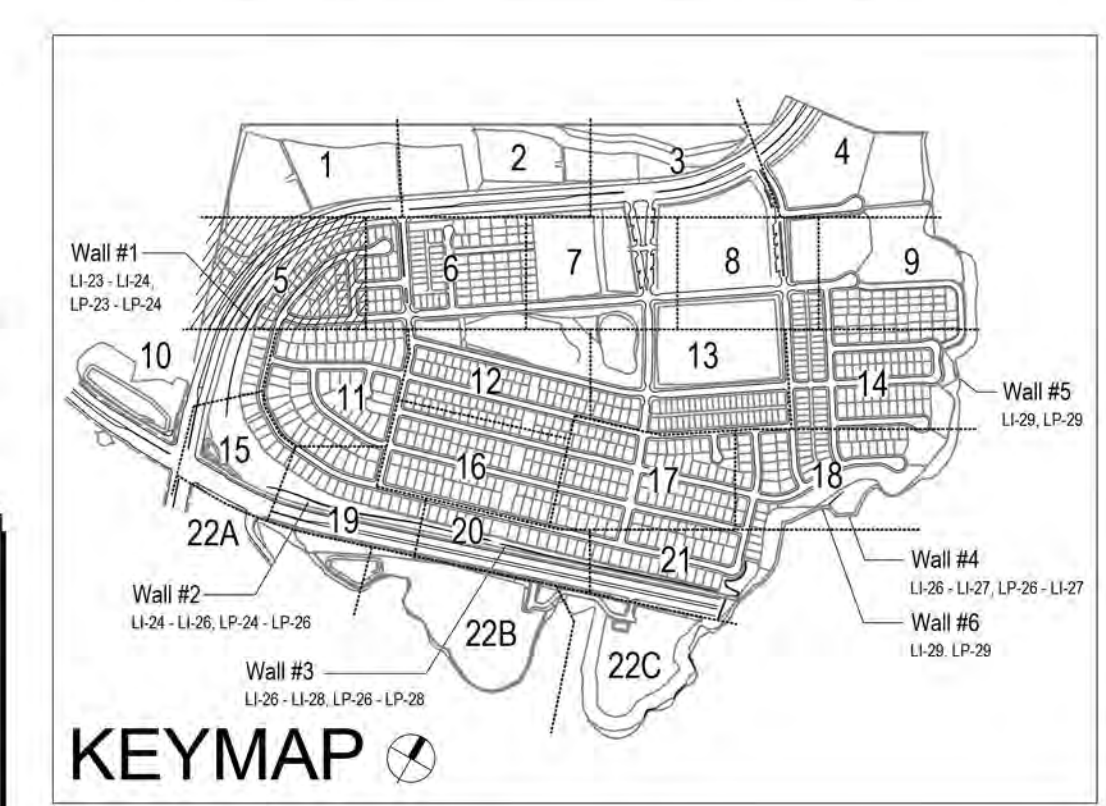 1
2
3
4
Wall #1
LI-23 - LI-24,
LP-23 - LP-24
5
6
7
8
9
10
11
12
13
14
Wall #5
LI-29, LP-29
15
16
17
18
19
20
21
22A
Wall #2
LI-24 - LI-26, LP-24 - LP-26
22B
22C
Wall #4
LI-26 - LI-27, LP-26 - LI-27
Wall #6
LI-29. LP-29
Wall #3
LI-26 - LI-28, LP-26 - LP-28
KEYMAP